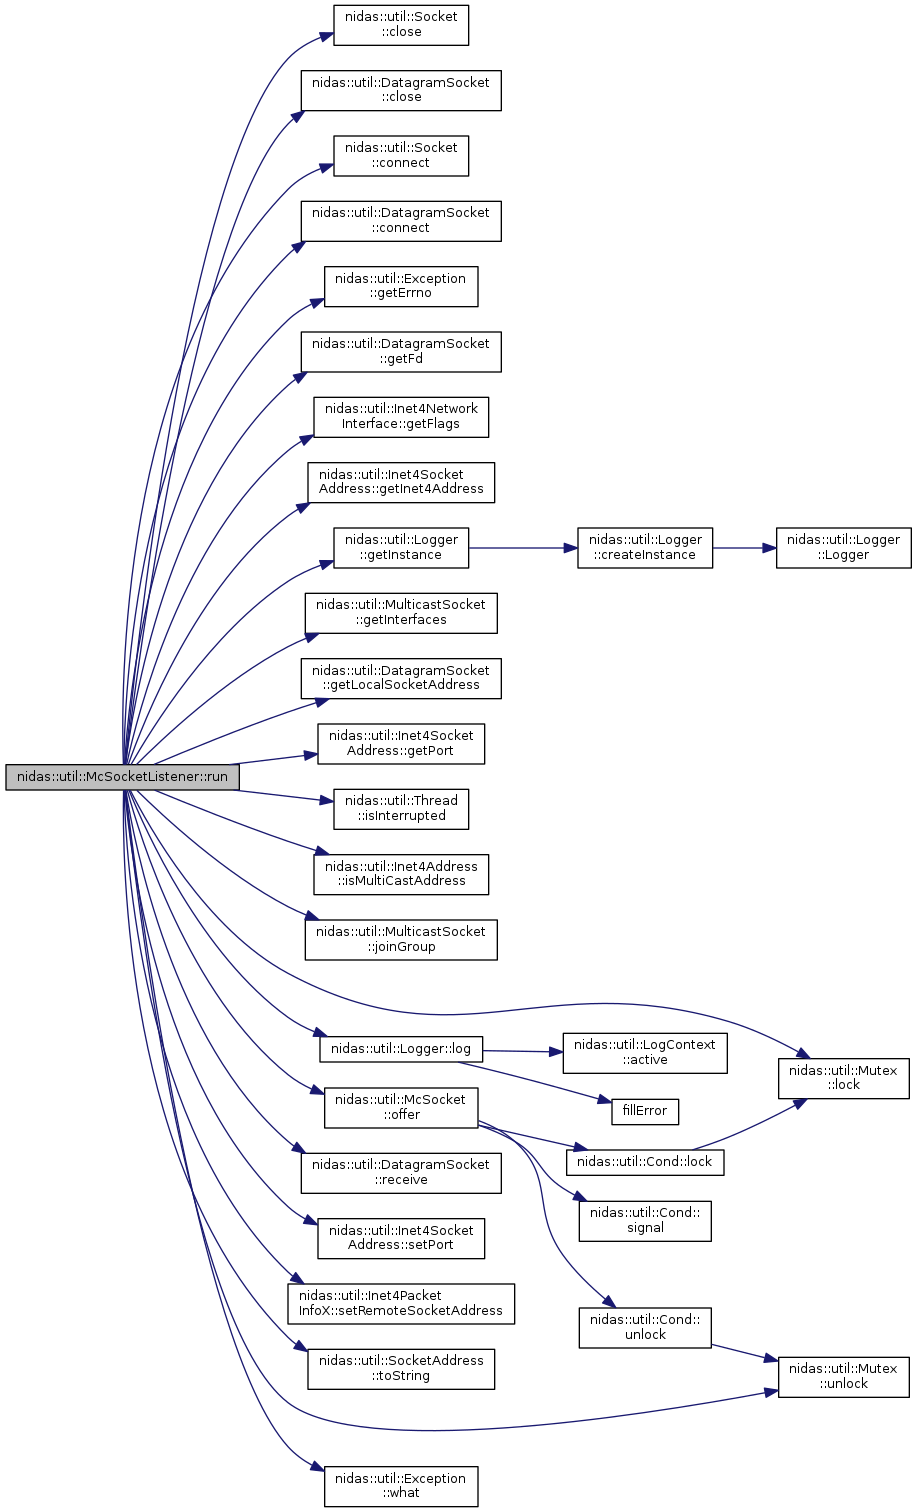 nidas::util::Socket
::close
nidas::util::DatagramSocket
::close
nidas::util::Socket
::connect
nidas::util::DatagramSocket
::connect
nidas::util::Exception
::getErrno
nidas::util::DatagramSocket
::getFd
nidas::util::Inet4Network
Interface::getFlags
nidas::util::Inet4Socket
Address::getInet4Address
nidas::util::Logger
::getInstance
nidas::util::Logger
::createInstance
nidas::util::Logger
::Logger
nidas::util::MulticastSocket
::getInterfaces
nidas::util::DatagramSocket
::getLocalSocketAddress
nidas::util::Inet4Socket
Address::getPort
nidas::util::McSocketListener::run
nidas::util::Thread
::isInterrupted
nidas::util::Inet4Address
::isMultiCastAddress
nidas::util::MulticastSocket
::joinGroup
nidas::util::Logger::log
nidas::util::LogContext
::active
nidas::util::Mutex
::lock
nidas::util::McSocket
::offer
fillError
nidas::util::Cond::lock
nidas::util::DatagramSocket
::receive
nidas::util::Cond::
signal
nidas::util::Inet4Socket
Address::setPort
nidas::util::Inet4Packet
InfoX::setRemoteSocketAddress
nidas::util::Cond::
unlock
nidas::util::SocketAddress
::toString
nidas::util::Mutex
::unlock
nidas::util::Exception
::what